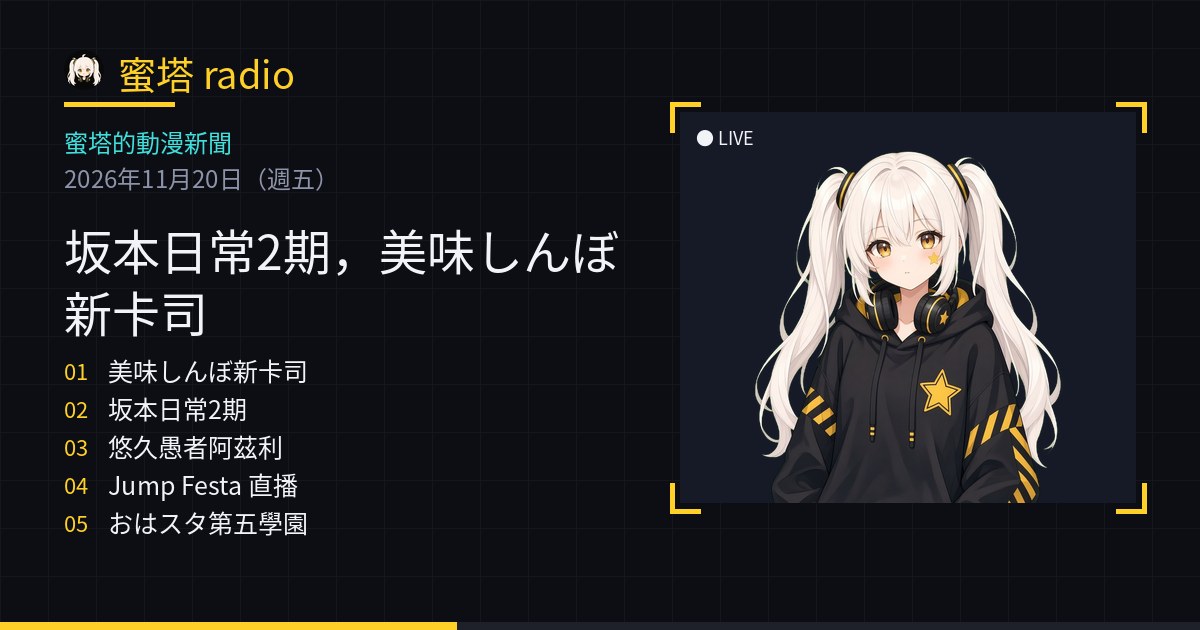 蜜塔 radio
蜜塔的動漫新聞
2026年11月20日（週五）
坂本日常2期，美味しんぼ
新卡司
01 美味しんぼ新卡司
02 坂本日常2期
03 悠久愚者阿茲利
04 Jump Festa 直播
05 おはスタ第五學園
LIVE